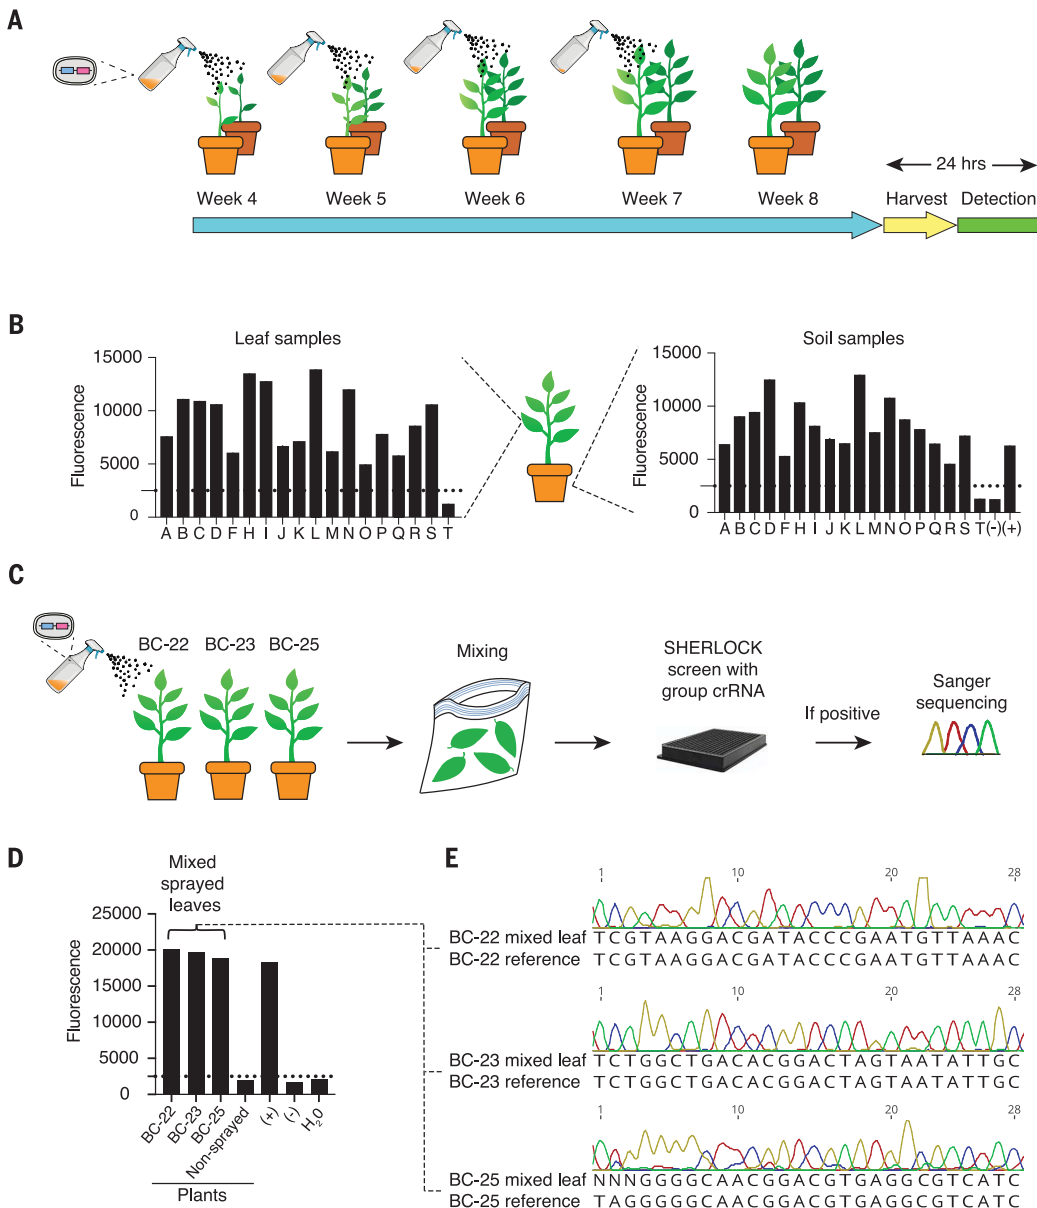 A
24 hrs
Week 4 Week 5 Week 6 Week 7 Week 8 Harvest Detection
B
Leaf samples
Fluorescence
15000
10000
5000
0
A B C D F H I J K L M N O P Q R S T
Soil samples
Fluorescence
15000
10000
5000
0
A B C D F H I J K L M N O P Q R S T (-) (+)
C
BC-22 BC-23 BC-25
Mixing
SHERLOCK
screen with
group crRNA
If positive
Sanger
sequencing
D
Mixed
sprayed
leaves
Fluorescence
25000
20000
15000
10000
5000
0
BC-22 BC-23 BC-25 Non-sprayed (+) (-) H20
Plants
E
1 10 20 28
BC-22 mixed leaf TCGTAAGGACGATACCCGAATGTTAAAC
BC-22 reference TCGTAAGGACGATACCCGAATGTTAAAC
1 10 20 28
BC-23 mixed leaf TCTGGCTGACACGGACTAGTAATATTGC
BC-23 reference TCTGGCTGACACGGACTAGTAATATTGC
1 10 20 28
BC-25 mixed leaf NNNGGGGCAACGGACGTGAGGCGTCATC
BC-25 reference TAGGGGGCAACGGACGTGAGGCGTCATC